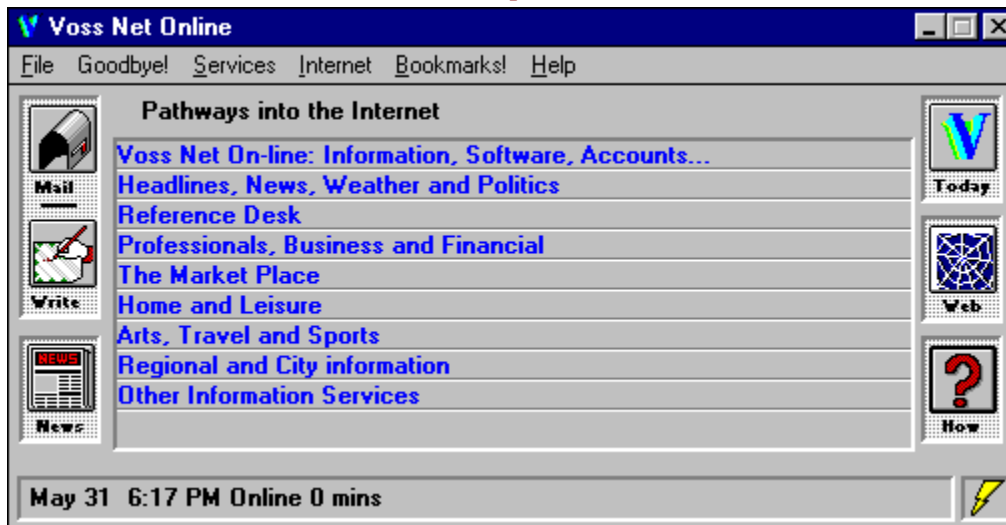 Voss Net Online
File Goodbye! Services Internet Bookmarks! Help
Pathways into the Internet
Voss Net On-line: Information, Software, Accounts...
Headlines, News, Weather and Politics
Reference Desk
Professionals, Business and Financial
The Market Place
Home and Leisure
Arts, Travel and Sports
Regional and City information
Other Information Services
Mail
Write
NEWS
News
V
Today
Web
?
How
May 31 6:17 PM Online 0 mins